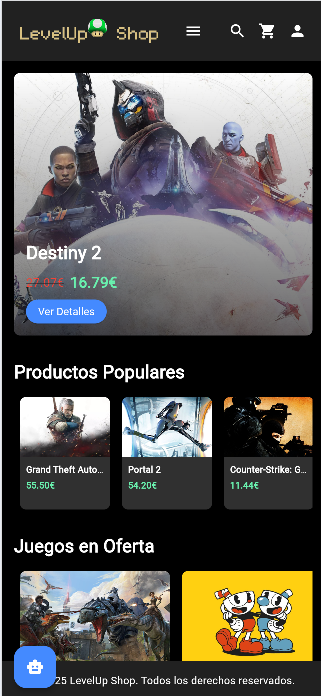 LevelUp Shop
Destiny 2
16.79€
Ver Detalles
Productos Populares
Grand Theft Auto...
Portal 2
Counter-Strike: G...
55.50€
54.20€
11.44€
Juegos en Oferta
25 LevelUp Shop. Todos los derechos reservados.